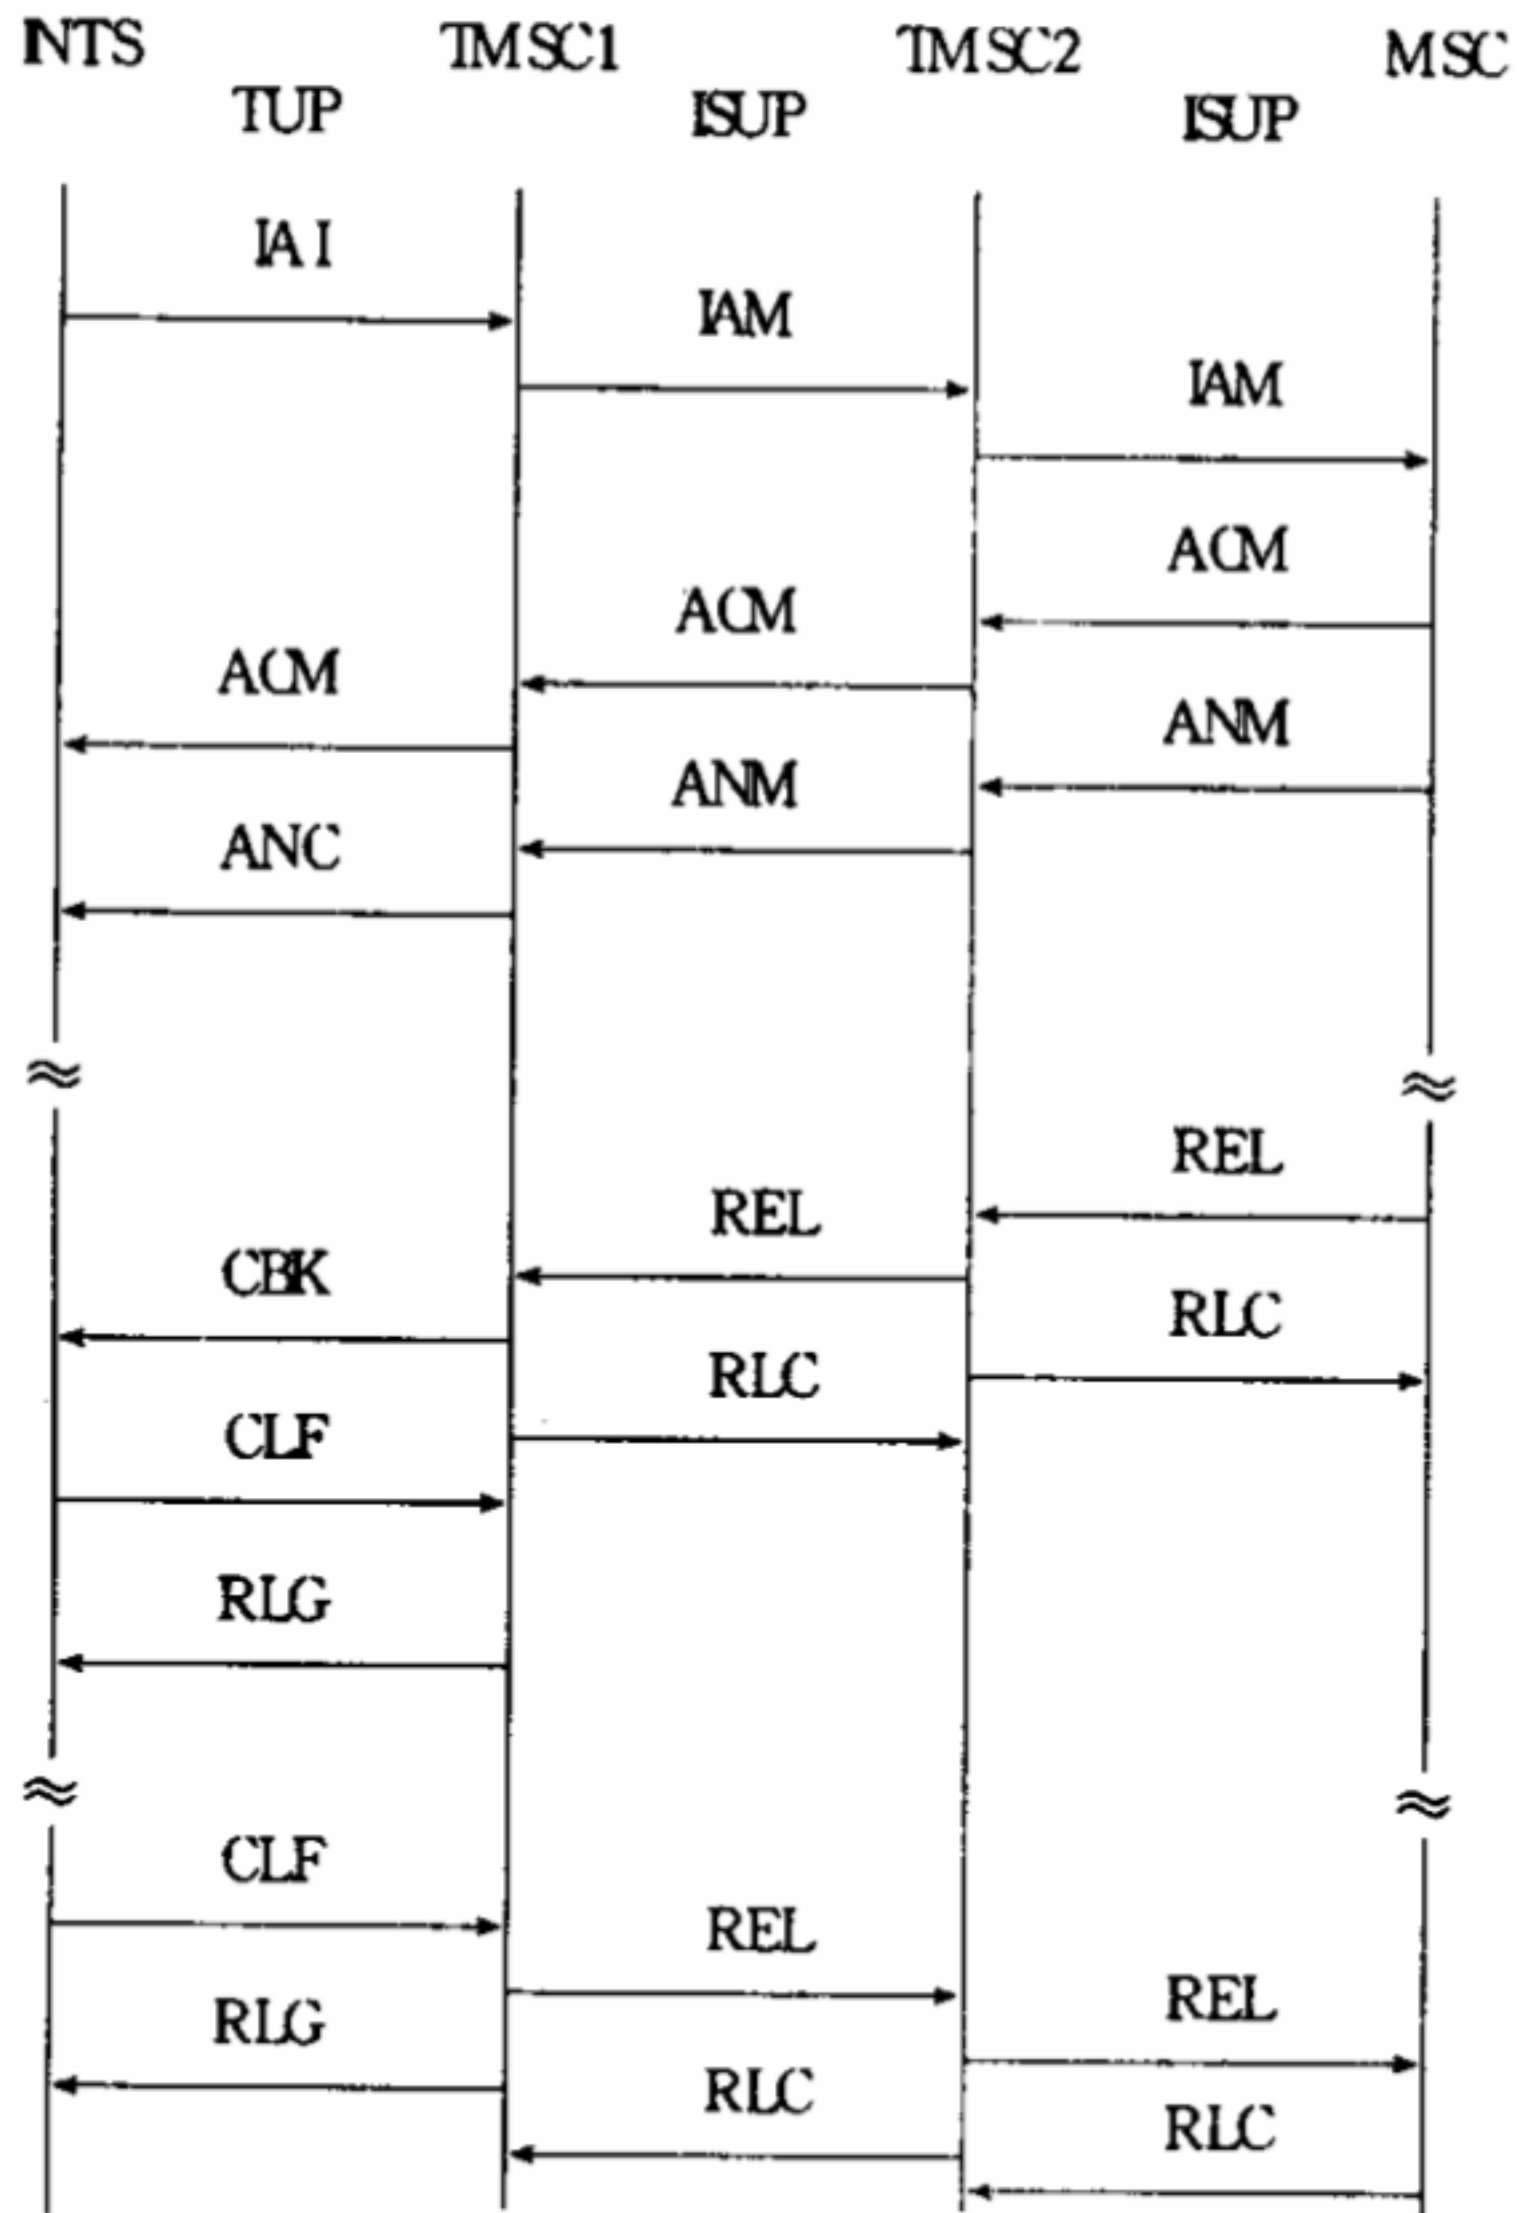 INTS TMSC1 TMSC2 MSC
TUP ISUP ISUP
IAI
IAM
IAM
ACM
ACM
ACM
ANM
ANM
ANC
REL
REL
CBK
RLC
RLC
CLF
RLG
CLF
REL
REL
RLG
RLC
RLC